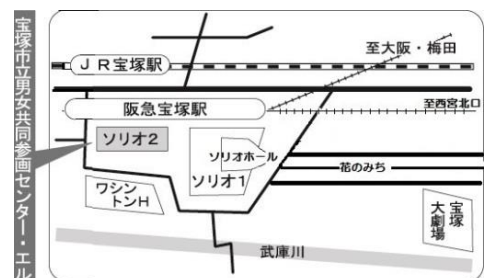 宝塚市立男女共同参画センター・エル
至大阪・梅田
JR宝塚駅
阪急宝塚駅
至西宮北口
ソリオ2
ソリオホール
ソリオ1
花のみち
ワシン
トンH
宝塚
大劇場
武庫川